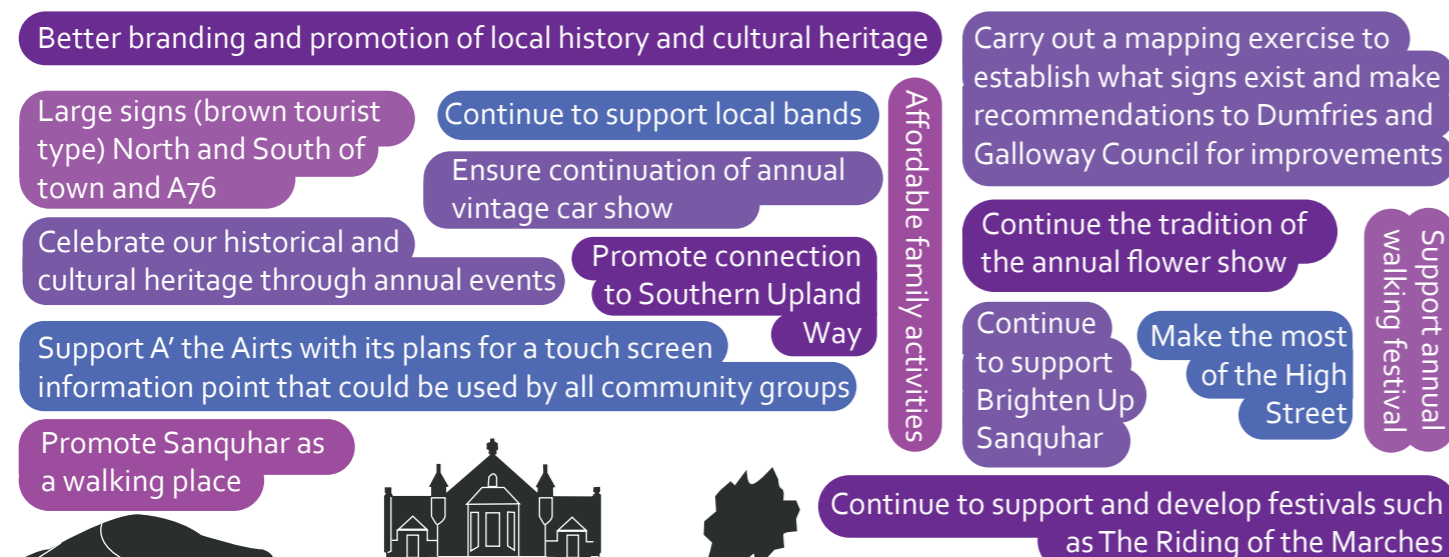 Better branding and promotion of local history and cultural heritage
Large signs (brown tourist
type) North and South of
town and A76
Continue to support local bands
Ensure continuation of annual
vintage car show
Celebrate our historical and
cultural heritage through annual events
Promote connection
to Southern Upland
Way
Support A’ the Airts with its plans for a touch screen
information point that could be used by all community groups
Promote Sanquhar as
a walking place
Affordable family activities
Carry out a mapping exercise to
establish what signs exist and make
recommendations to Dumfries and
Galloway Council for improvements
Continue the tradition of
the annual flower show
Continue
to support
Brighten Up
Sanquhar
Make the most
of the High
Street
Support annual
walking festival
Continue to support and develop festivals such
as The Riding of the Marches